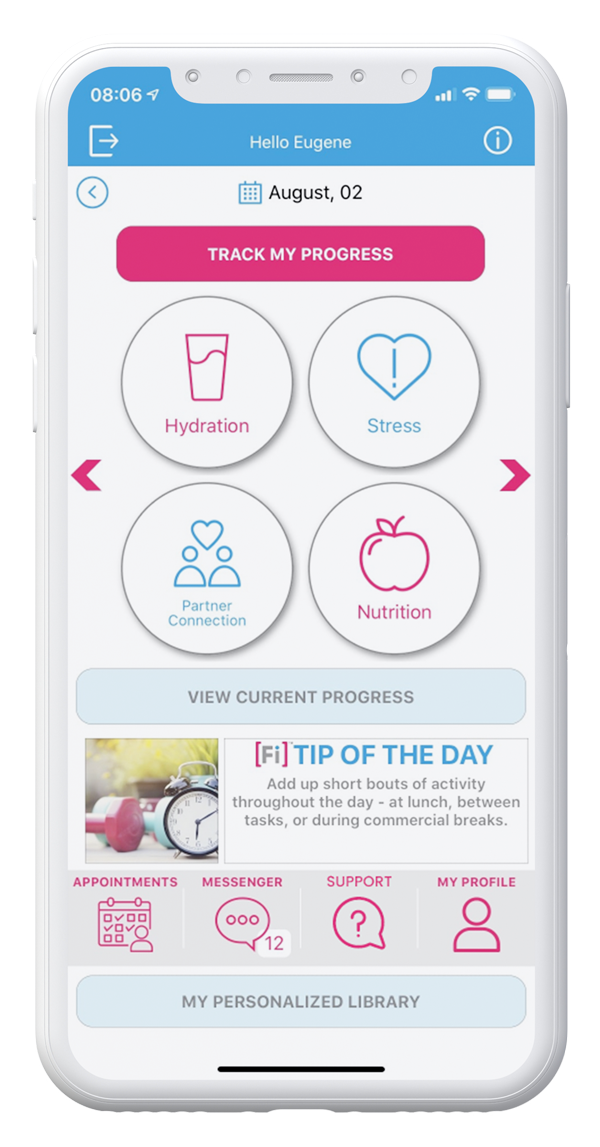 08:06
Hello Eugene
August, 02
TRACK MY PROGRESS
Hydration
Stress
Partner
Connection
Nutrition
VIEW CURRENT PROGRESS
[Fi] TIP OF THE DAY
Add up short bouts of activity
throughout the day - at lunch, between
tasks, or during commercial breaks.
APPOINTMENTS
MESSENGER
SUPPORT
MY PROFILE
12
MY PERSONALIZED LIBRARY